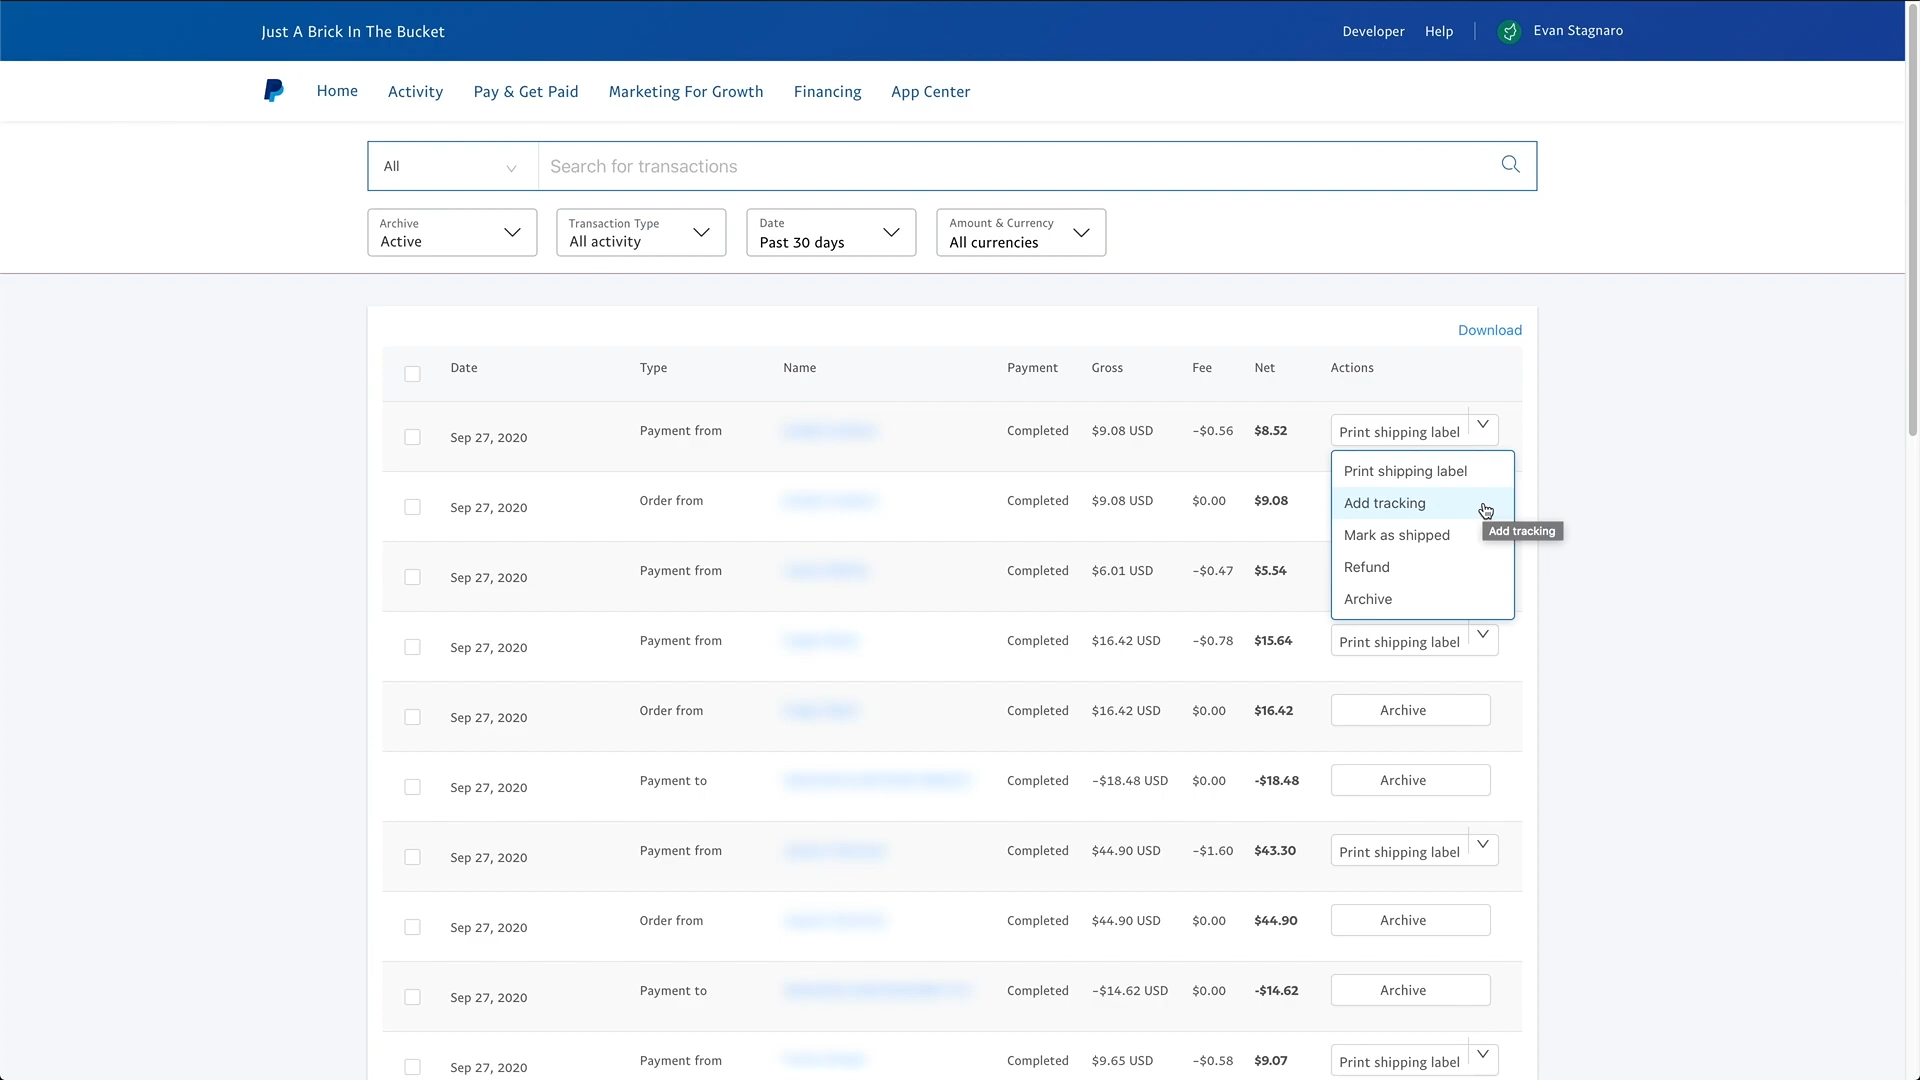 Just A Brick In The Bucket
Developer Help Evan Stagnaro
Home Activity Pay & Get Paid Marketing For Growth Financing App Center
All Search for transactions
Archive Transaction Type Date Amount & Currency
Active All activity Past 30 days All currencies
Download
Date Type Name Payment Gross Fee Net Actions
Sep 27, 2020 Payment from Completed $9.08 USD -$0.56 $8.52 Print shipping label
Print shipping label
Sep 27, 2020 Order from Completed $9.08 USD $0.00 $9.08 Add tracking
Add tracking
Mark as shipped
Sep 27, 2020 Payment from Completed $6.01 USD -$0.47 $5.54 Refund
Archive
Sep 27, 2020 Payment from Completed $16.42 USD -$0.78 $15.64 Print shipping label
Sep 27, 2020 Order from Completed $16.42 USD $0.00 $16.42 Archive
Sep 27, 2020 Payment to Completed -$18.48 USD $0.00 -$18.48 Archive
Sep 27, 2020 Payment from Completed $44.90 USD -$1.60 $43.30 Print shipping label
Sep 27, 2020 Order from Completed $44.90 USD $0.00 $44.90 Archive
Sep 27, 2020 Payment to Completed -$14.62 USD $0.00 -$14.62 Archive
Sep 27, 2020 Payment from Completed $9.65 USD -$0.58 $9.07 Print shipping label